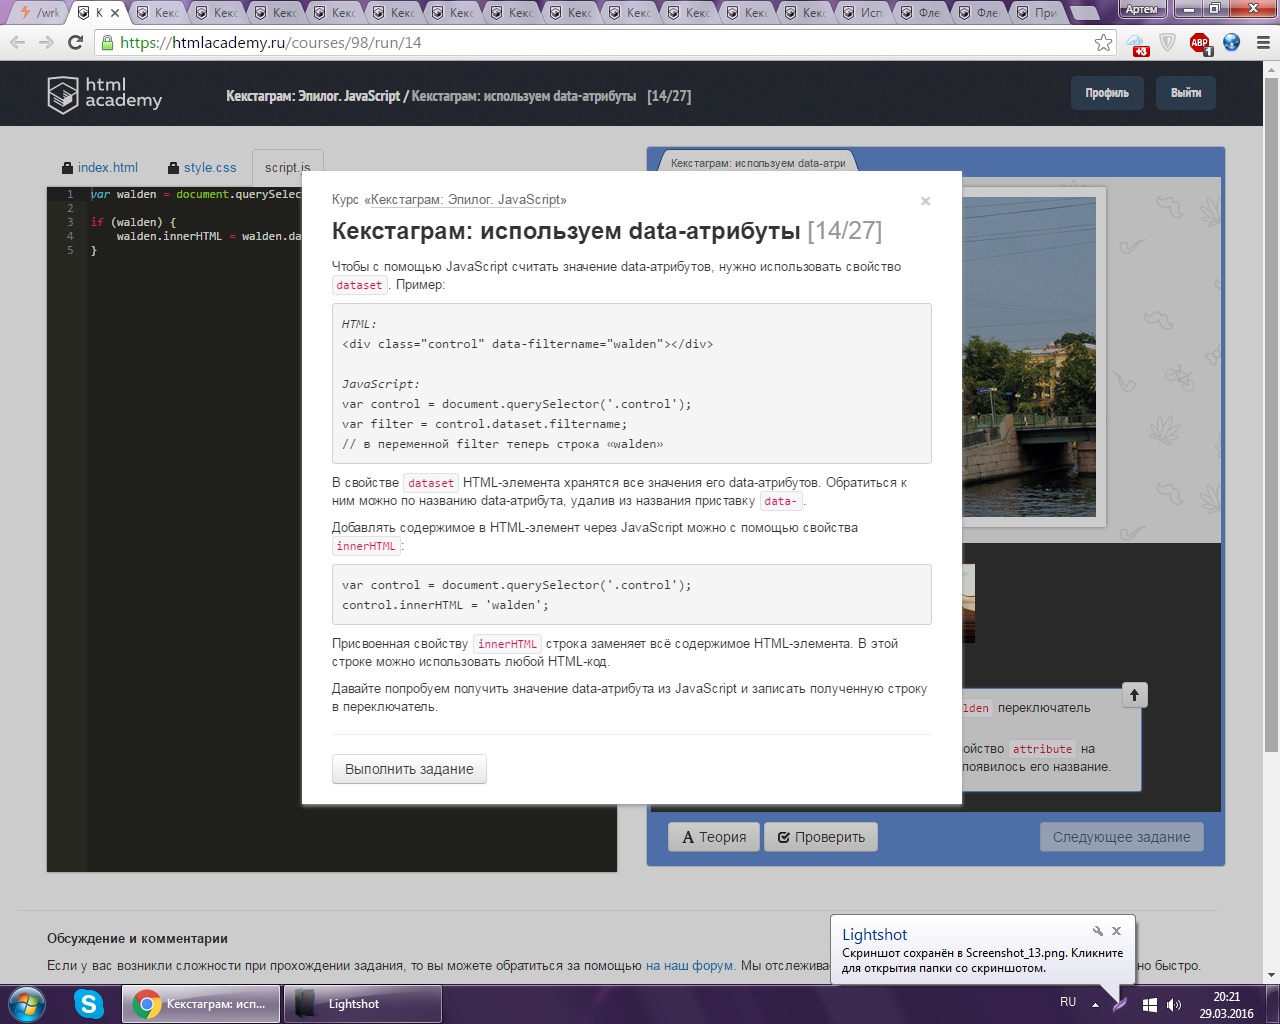 /wrk
К
Кекс
Кекс
Кекс
Кекс
Кекс
Кекс
Кекс
Кекс
Кекс
Кекс
Кекс
Кекс
Исп
Фле
Фле
При
Артем
https://htmlacademy.ru/courses/98/run/14
+3
ABP
1
html
academy
Кекстаграм: Эпилог. JavaScript / Кекстаграм: используем data-атрибуты [14/27]
Профиль
Выйти
index.html
style.css
script.js
Кекстаграм: используем data-атри
1 var walden = document.querySelec
2
3 if (walden) {
4 walden.innerHTML = walden.da
5 }
Курс «Кекстаграм: Эпилог. JavaScript»
×
Кекстаграм: используем data-атрибуты [14/27]
Чтобы с помощью JavaScript считать значение data-атрибутов, нужно использовать свойство
dataset . Пример:
HTML:
<div class="control" data-filtername="walden"></div>
JavaScript:
var control = document.querySelector('.control');
var filter = control.dataset.filtername;
// в переменной filter теперь строка «walden»
В свойстве dataset HTML-элемента хранятся все значения его data-атрибутов. Обратиться к
ним можно по названию data-атрибута, удалив из названия приставку data- .
Добавлять содержимое в HTML-элемент через JavaScript можно с помощью свойства
innerHTML :
var control = document.querySelector('.control');
control.innerHTML = 'walden';
Присвоенная свойству innerHTML строка заменяет всё содержимое HTML-элемента. В этой
строке можно использовать любой HTML-код.
Давайте попробуем получить значение data-атрибута из JavaScript и записать полученную строку
в переключатель.
Выполнить задание
lden переключатель
ойство attribute на
появилось его название.
Теория
Проверить
Следующее задание
Обсуждение и комментарии
Если у вас возникли сложности при прохождении задания, то вы можете обратиться за помощью на наш форум. Мы отслежива
но быстро.
Lightshot
Скриншот сохранён в Screenshot_13.png. Кликните
для открытия папки со скриншотом.
Кекстаграм: исп...
Lightshot
RU
20:21
29.03.2016